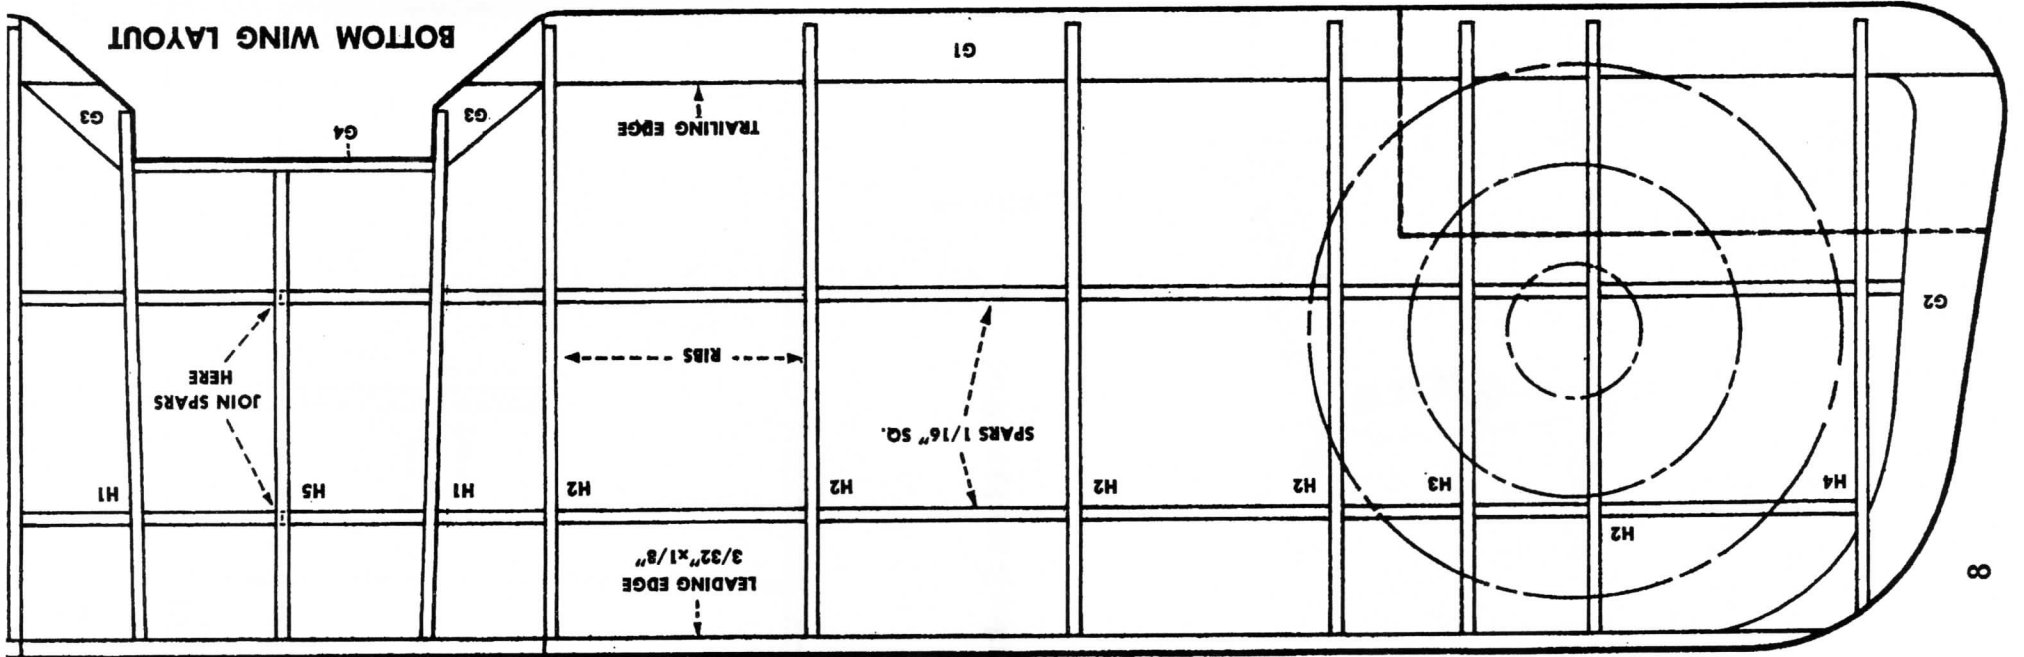 8
LEADING EDGE
3/32"x1/8"
H2
H4
H3
H2
H2
H2
H2
H1
H5
H1
SPARS 1/16" SQ.
JOIN SPARS
HERE
RIBS
G2
TRAILING EDGE
G4
G3
G3
G1
BOTTOM WING LAYOUT